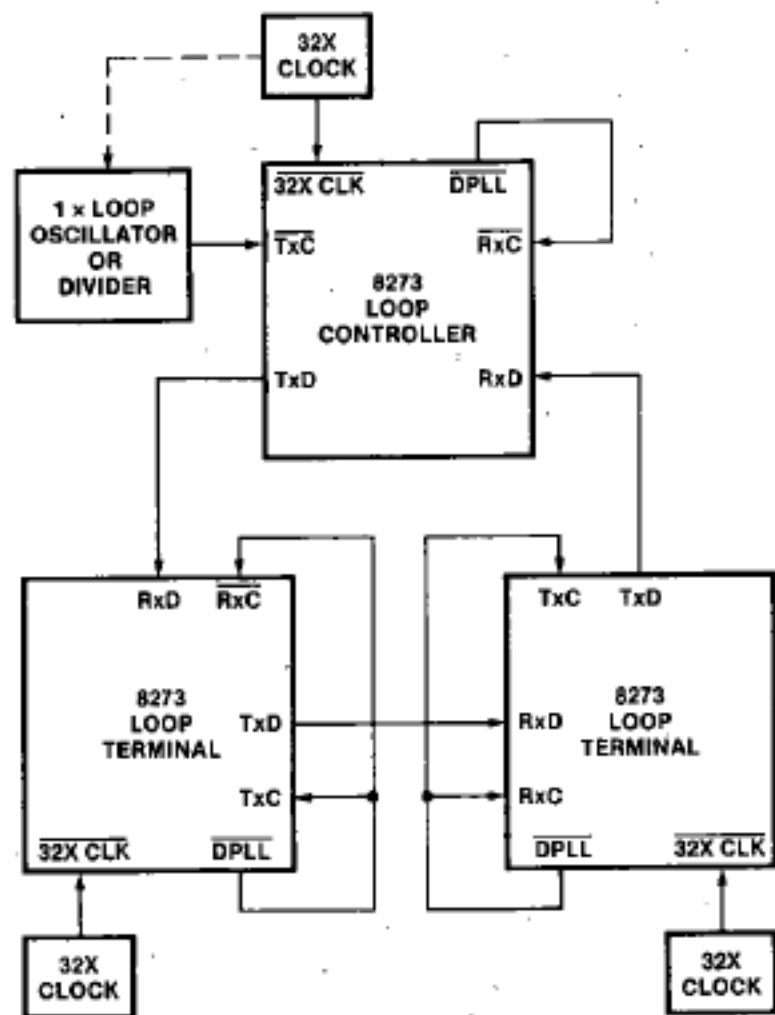 32X
CLOCK
1 × LOOP
OSCILLATOR
OR
DIVIDER
32X CLK
DPLL
TxC
RxC
8273
LOOP
CONTROLLER
TxD
RxD
RxD
RxC
TxC
TxD
8273
LOOP
TERMINAL
TxD
RxD
8273
LOOP
TERMINAL
TxC
RxC
32X CLK
DPLL
DPLL
32X CLK
32X
CLOCK
32X
CLOCK